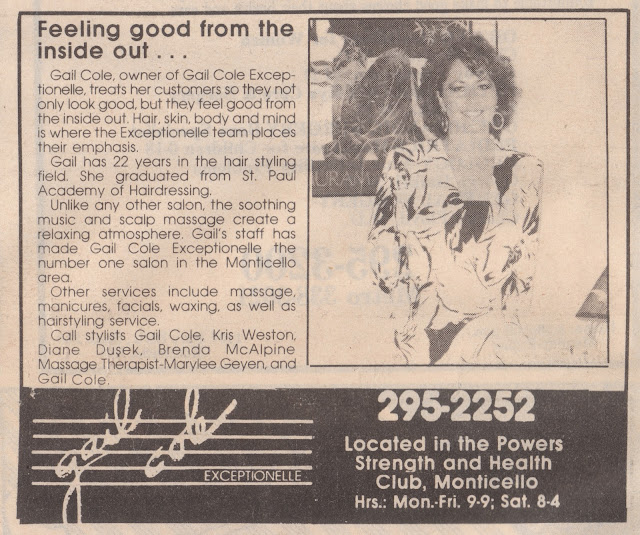 Feeling good from the
inside out . . .
Gail Cole, owner of Gail Cole Excep-
tionelle, treats her customers so they not
only look good, but they feel good from
the inside out. Hair, skin, body and mind
is where the Exceptionelle team places
their emphasis.
Gail has 22 years in the hair styling
field. She graduated from St. Paul
Academy of Hairdressing.
Unlike any other salon, the soothing
music and scalp massage create a
relaxing atmosphere. Gail's staff has
made Gail Cole Exceptionelle the
number one salon in the Monticello
area.
Other services include massage,
manicures, facials, waxing, as well as
hairstyling service.
Call stylists Gail Cole, Kris Weston,
Diane Dusek, Brenda McAlpine
Massage Therapist-Marylee Geyen, and
Gail Cole.
URAM
gail cole
EXCEPTIONELLE
295-2252
Located in the Powers
Strength and Health
Club, Monticello
Hrs.: Mon.-Fri. 9-9; Sat. 8-4